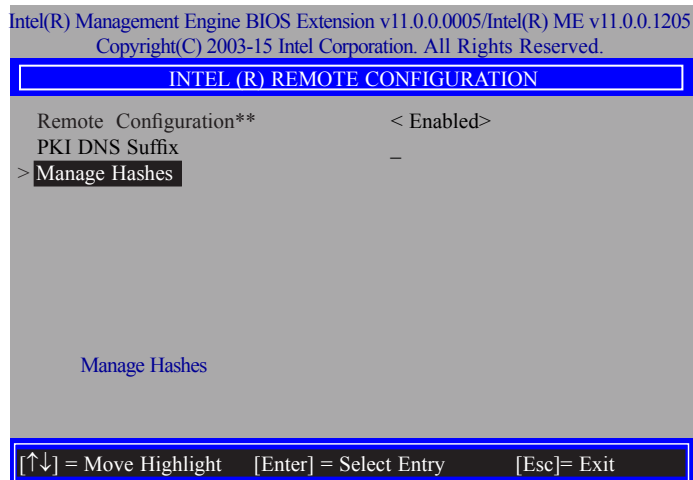 Intel(R) Management Engine BIOS Extension v11.0.0.0005/Intel(R) ME v11.0.0.1205
Copyright(C) 2003-15 Intel Corporation. All Rights Reserved.
INTEL (R) REMOTE CONFIGURATION
Remote Configuration** < Enabled>
PKI DNS Suffix _
> Manage Hashes
Manage Hashes
[↑↓] = Move Highlight [Enter] = Select Entry [Esc]= Exit